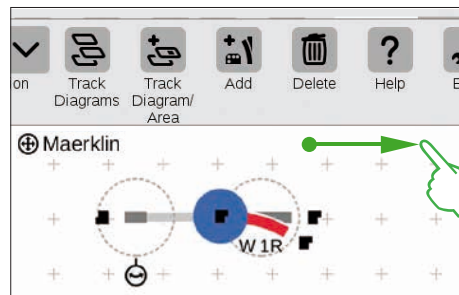 on
Track
Diagrams
Track
Diagram/
Area
Add
Delete
?
Help
E
Maerklin
W 1R